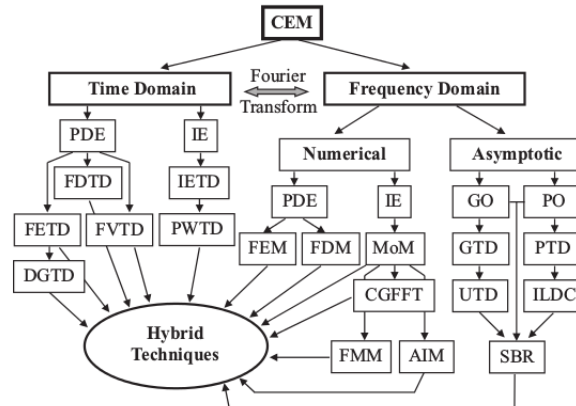 CEM
Time Domain
Fourier
Transform
Frequency Domain
PDE
IE
Numerical
Asymptotic
FDTD
IETD
PDE
IE
GO
PO
FETD
FVTD
PWTD
FEM
FDM
MoM
GTD
PTD
DGTD
CGFFT
UTD
ILDC
Hybrid
Techniques
FMM
AIM
SBR